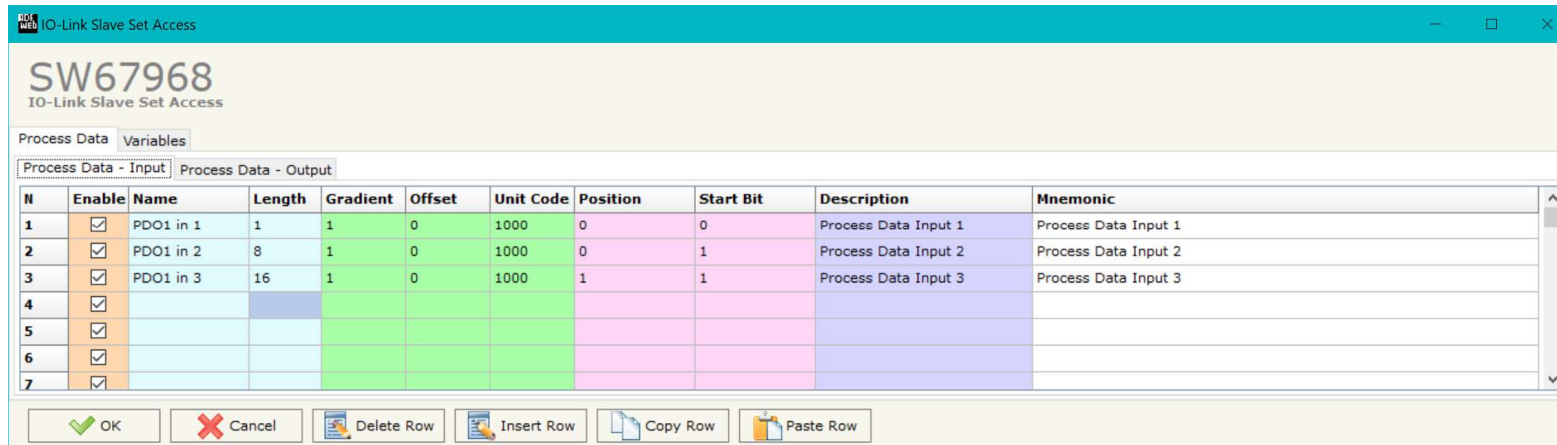 ADF WEB IO-Link Slave Set Access
SW67968
IO-Link Slave Set Access
Process Data Variables
Process Data - Input Process Data - Output
N Enable Name Length Gradient Offset Unit Code Position Start Bit Description Mnemonic
1 PDO1 in 1 1 1 0 1000 0 0 Process Data Input 1 Process Data Input 1
2 PDO1 in 2 8 1 0 1000 0 1 Process Data Input 2 Process Data Input 2
3 PDO1 in 3 16 1 0 1000 1 1 Process Data Input 3 Process Data Input 3
4
5
6
7
OK Cancel Delete Row Insert Row Copy Row Paste Row